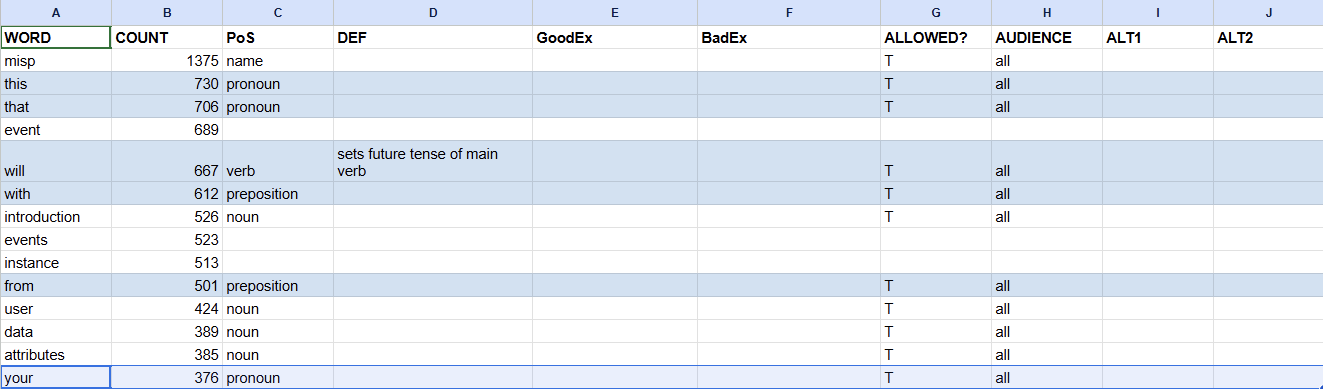 A B C D E F G H I J
WORD COUNT PoS DEF GoodEx BadEx ALLOWED? AUDIENCE ALT1 ALT2
misp 1375 name T all
this 730 pronoun T all
that 706 pronoun T all
event 689
sets future tense of main
will 667 verb verb T all
with 612 preposition T all
introduction 526 noun T all
events 523
instance 513
from 501 preposition T all
user 424 noun T all
data 389 noun T all
attributes 385 noun T all
your 376 pronoun T all